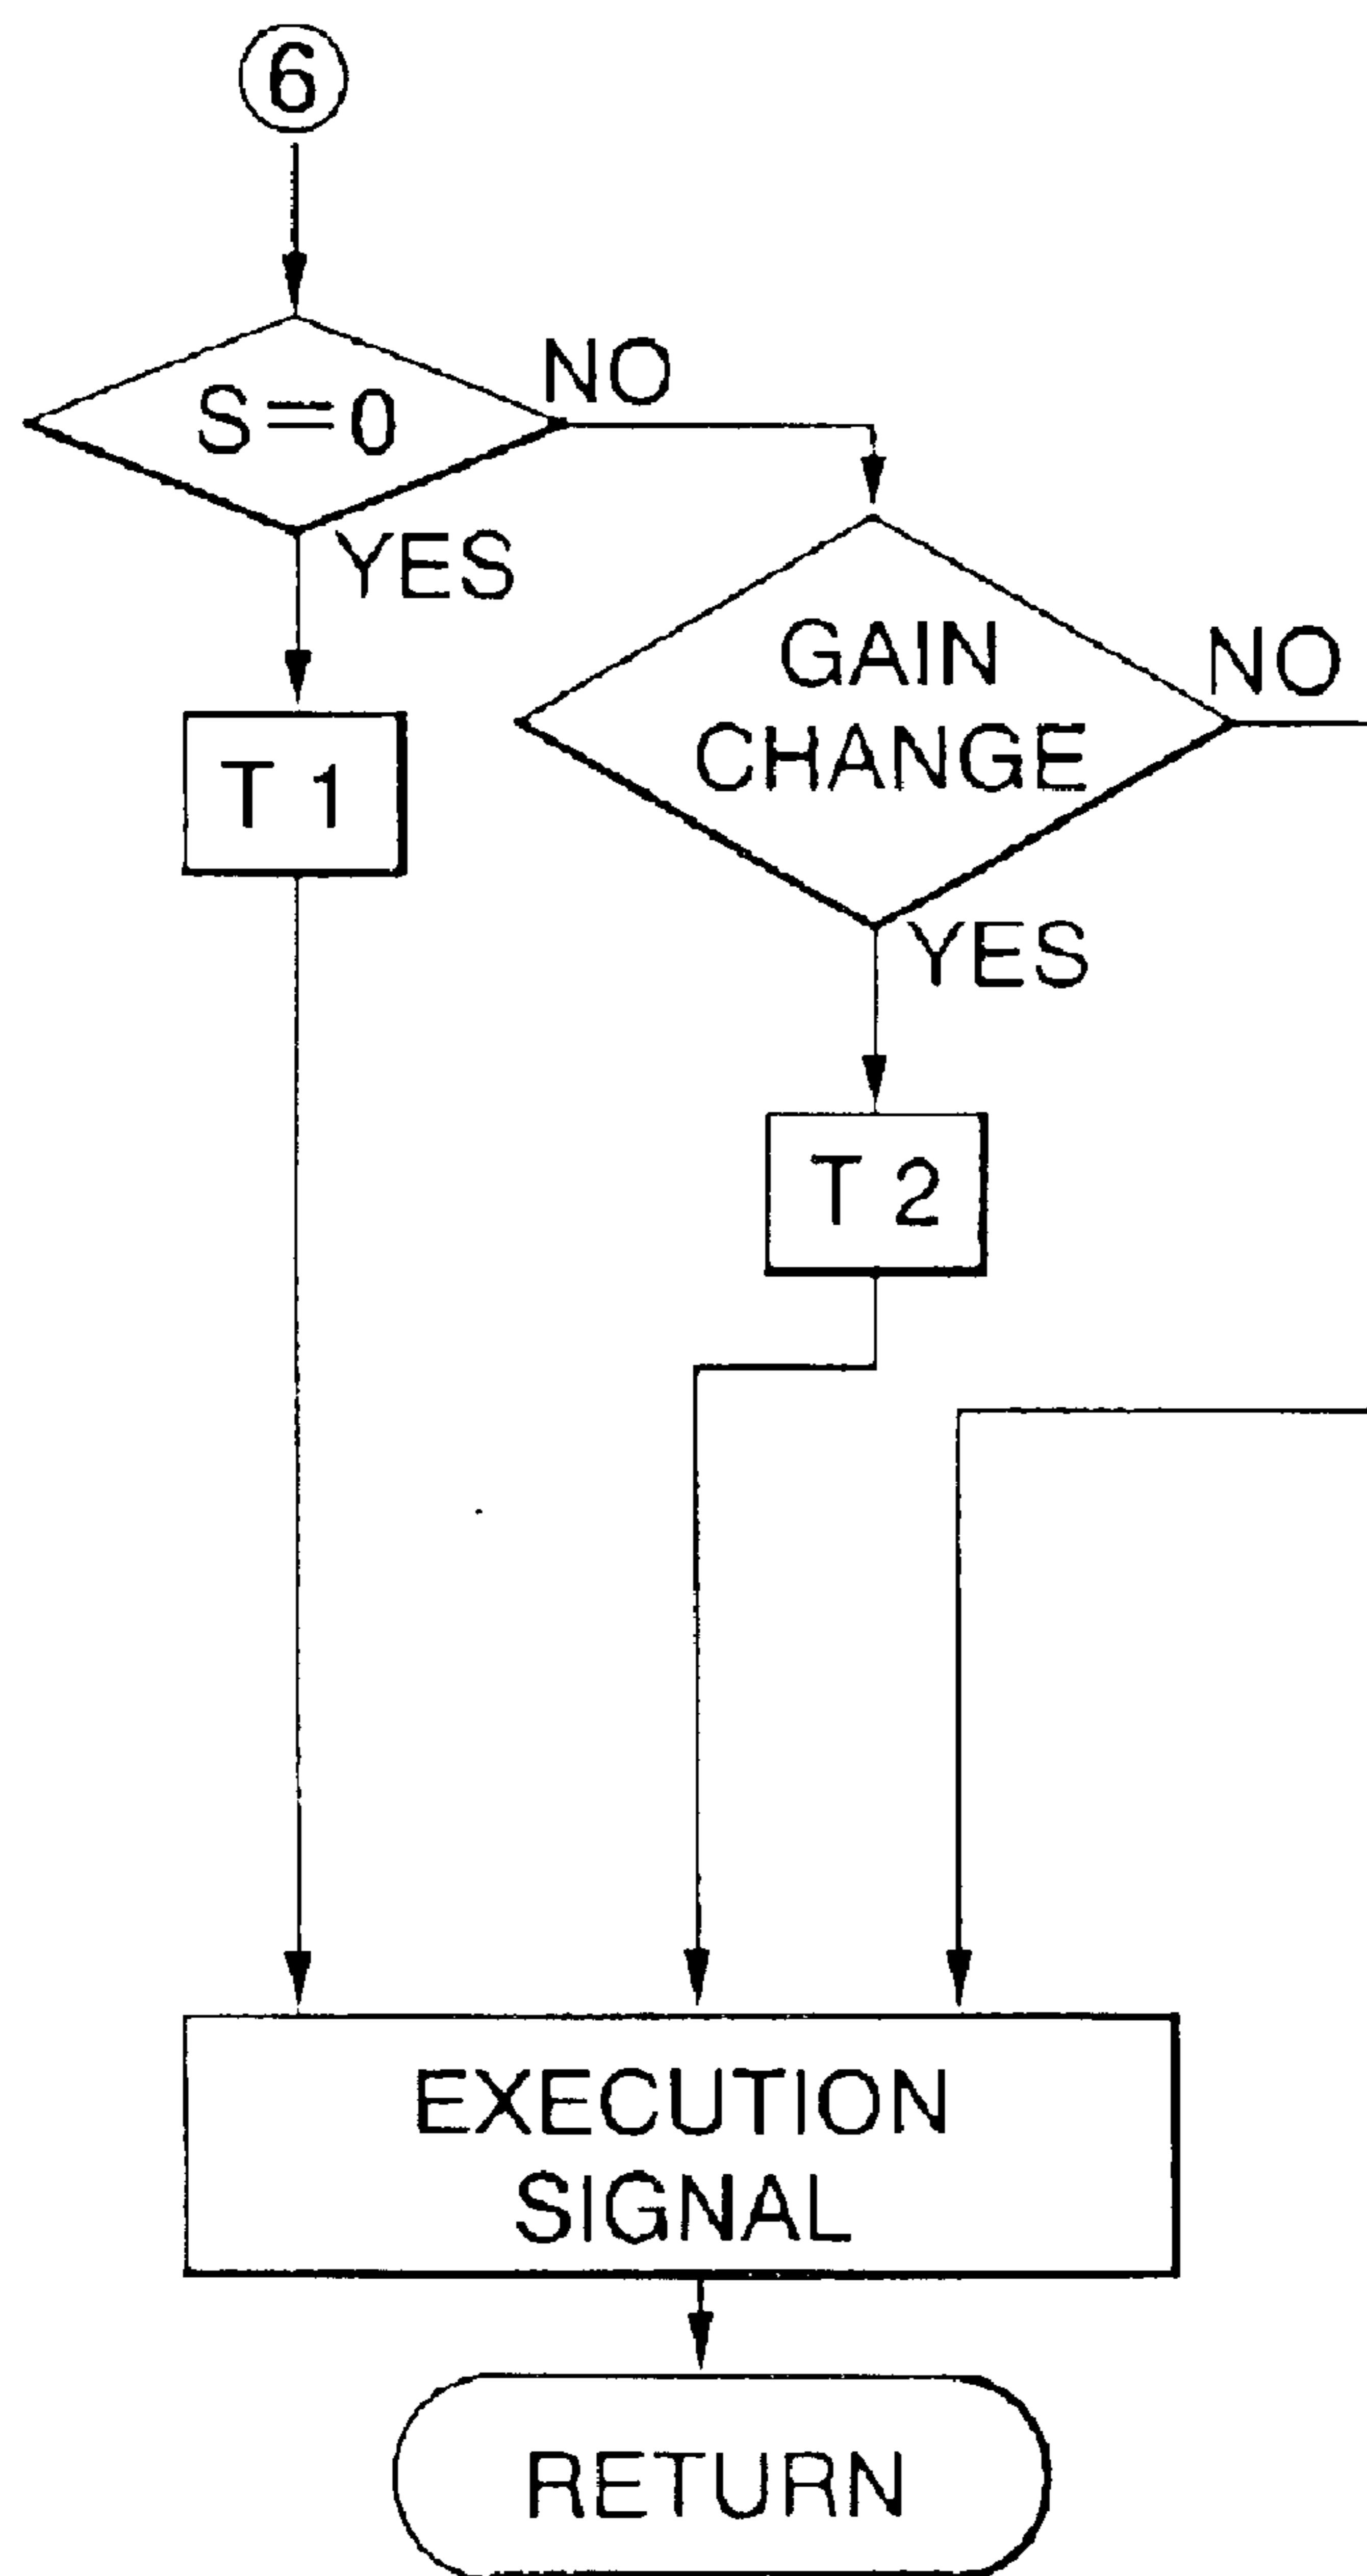 6
S=0
NO
YES
GAIN
CHANGE
NO
T 1
YES
T 2
EXECUTION
SIGNAL
RETURN